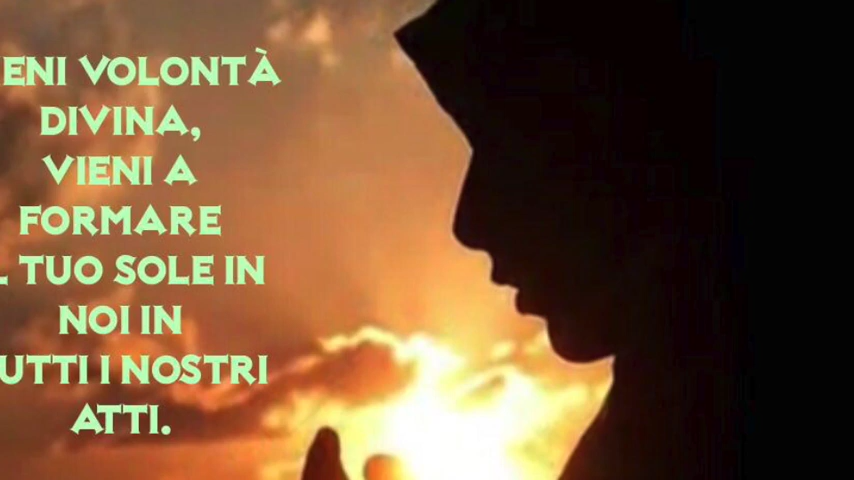 ENI VOLONTÀ
DIVINA,
VIENI A
FORMARE
L TUO SOLE IN
NOI IN
UTTI I NOSTRI
ATTI.